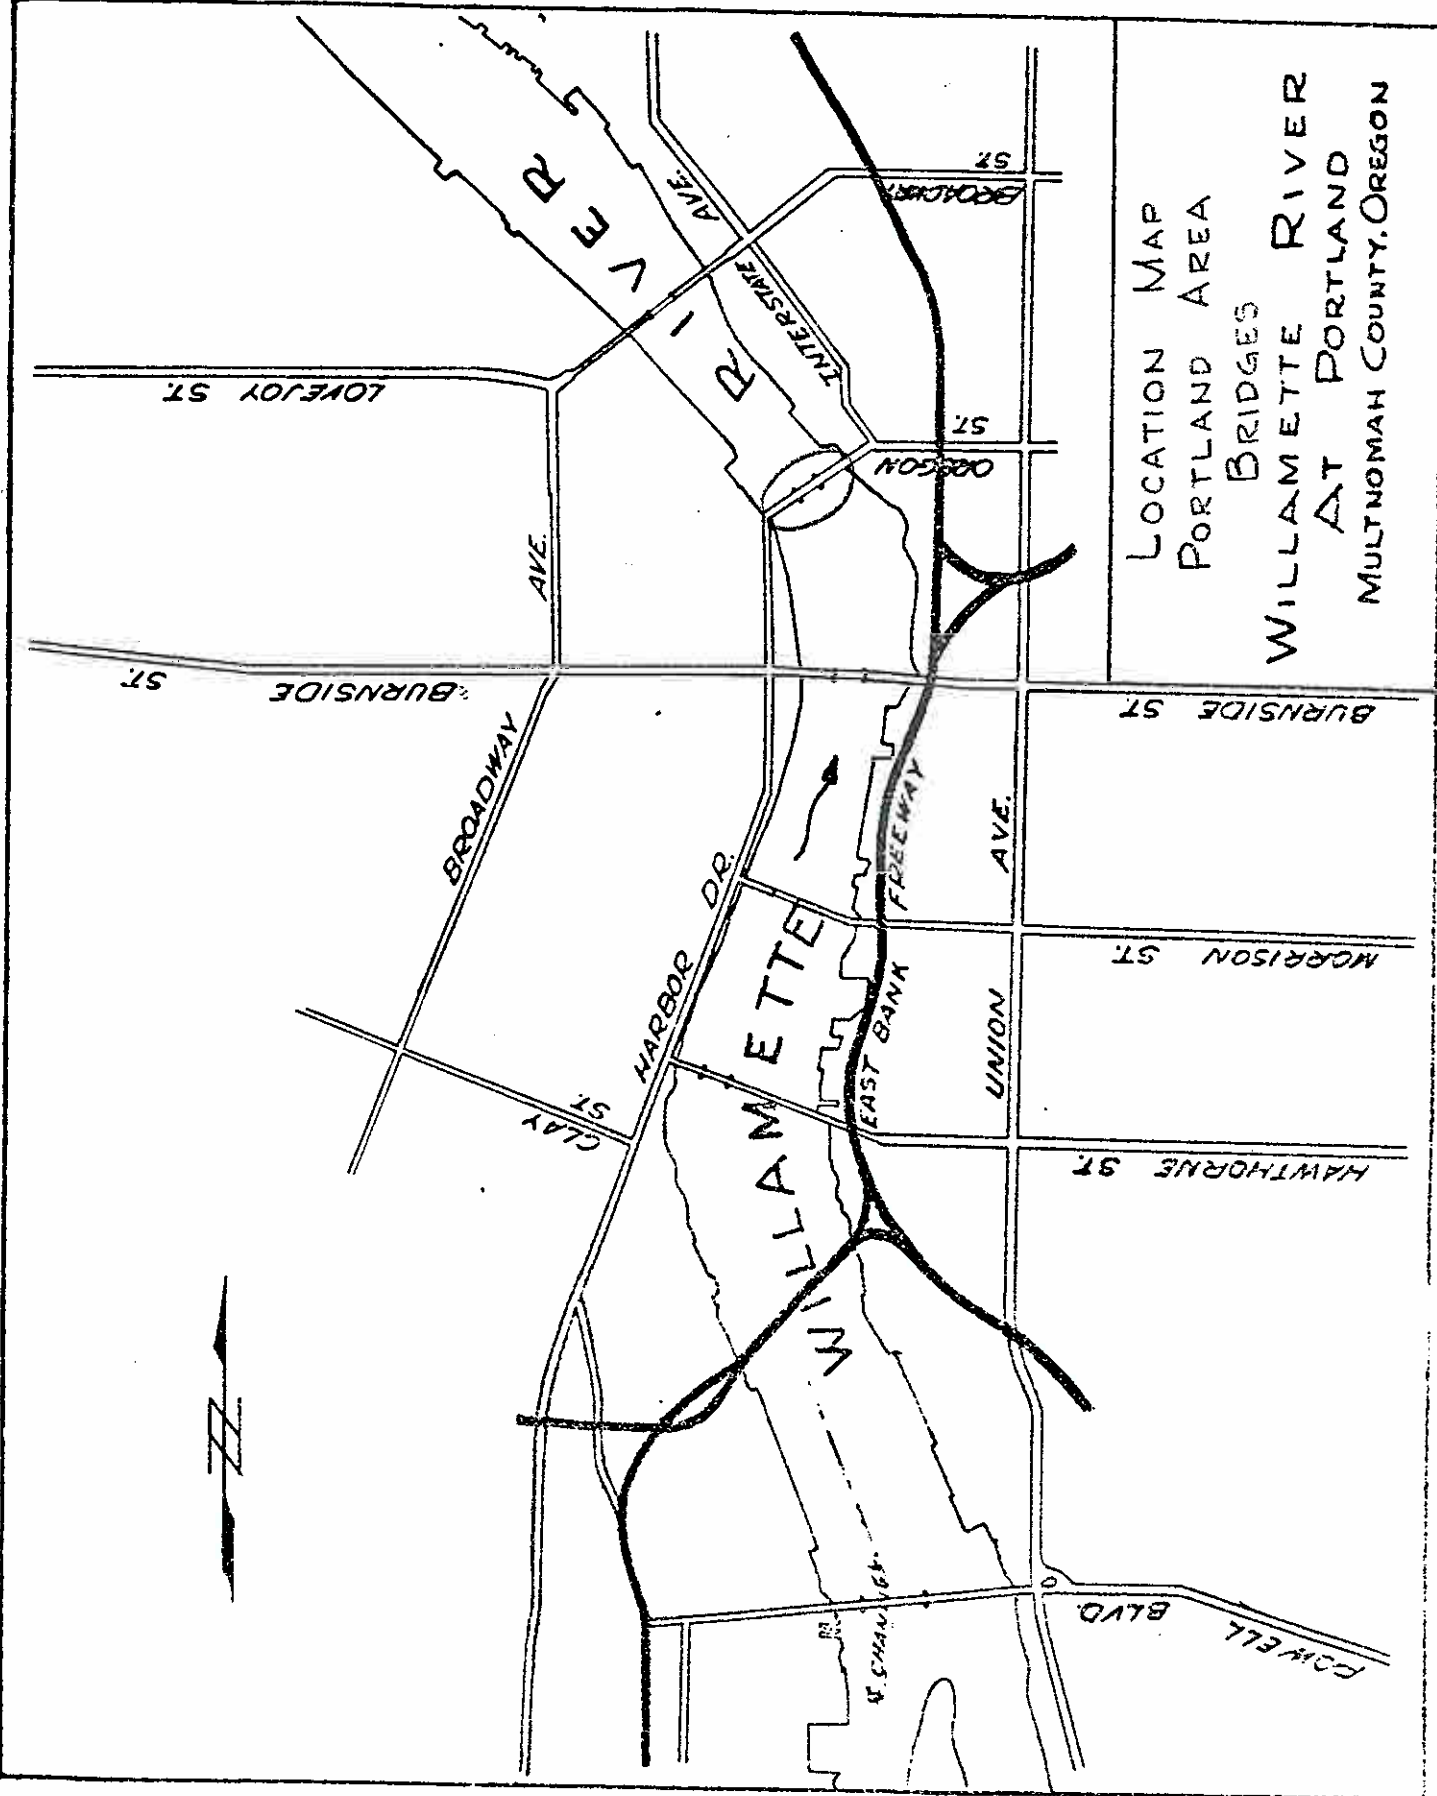 LOCATION MAP
PORTLAND AREA
BRIDGES
WILLAMETTE RIVER
AT PORTLAND
MULTNOMAH COUNTY, OREGON
LOVEJOY ST.
BROADWAY AVE.
BURNSIDE ST.
CLAY ST.
HARBOR DR.
WILLAMETTE RIVER
INTERSTATE AVE.
BROADWAY ST.
OREGON ST.
EAST BANK FREEWAY
UNION AVE.
BURNSIDE ST.
MORRISON ST.
HAWTHORNE ST.
POWELL BLVD.
N